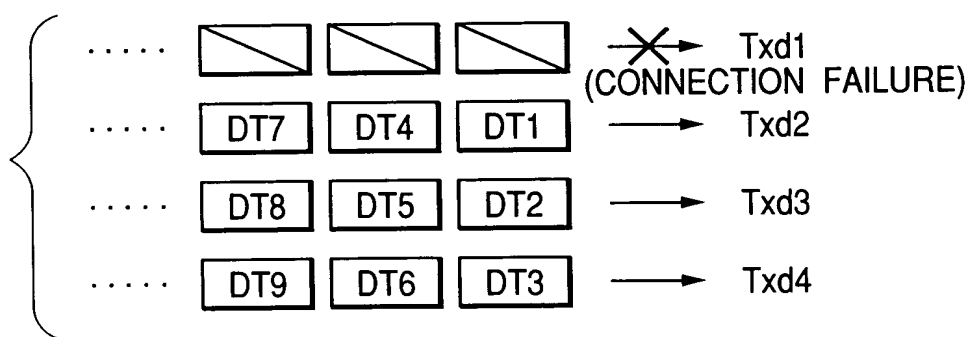 ..... Txd1
(CONNECTION FAILURE)
..... DT7 DT4 DT1 Txd2
..... DT8 DT5 DT2 Txd3
..... DT9 DT6 DT3 Txd4